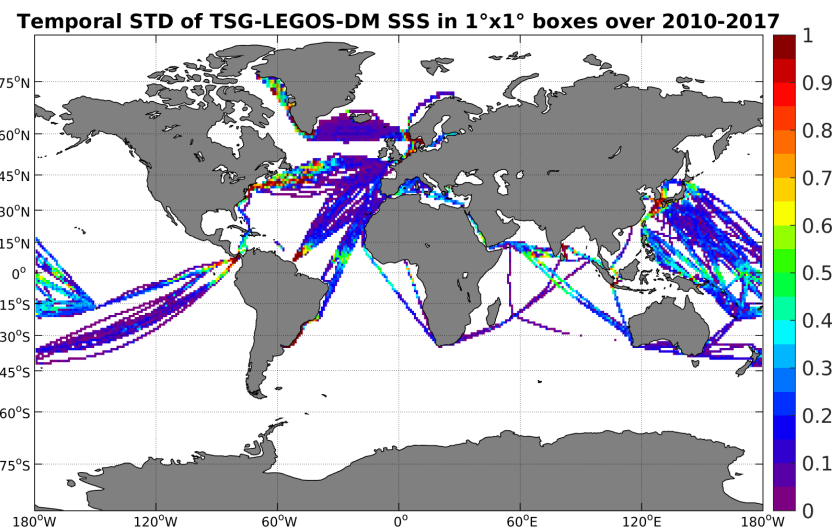 Temporal STD of TSG-LEGOS-DM SSS in 1°x1° boxes over 2010-2017
1
0.9
0.8
0.7
0.6
0.5
0.4
0.3
0.2
0.1
0
75°N
60°N
45°N
30°N
15°N
0°
15°S
30°S
45°S
60°S
75°S
180°W 120°W 60°W 0° 60°E 120°E 180°W